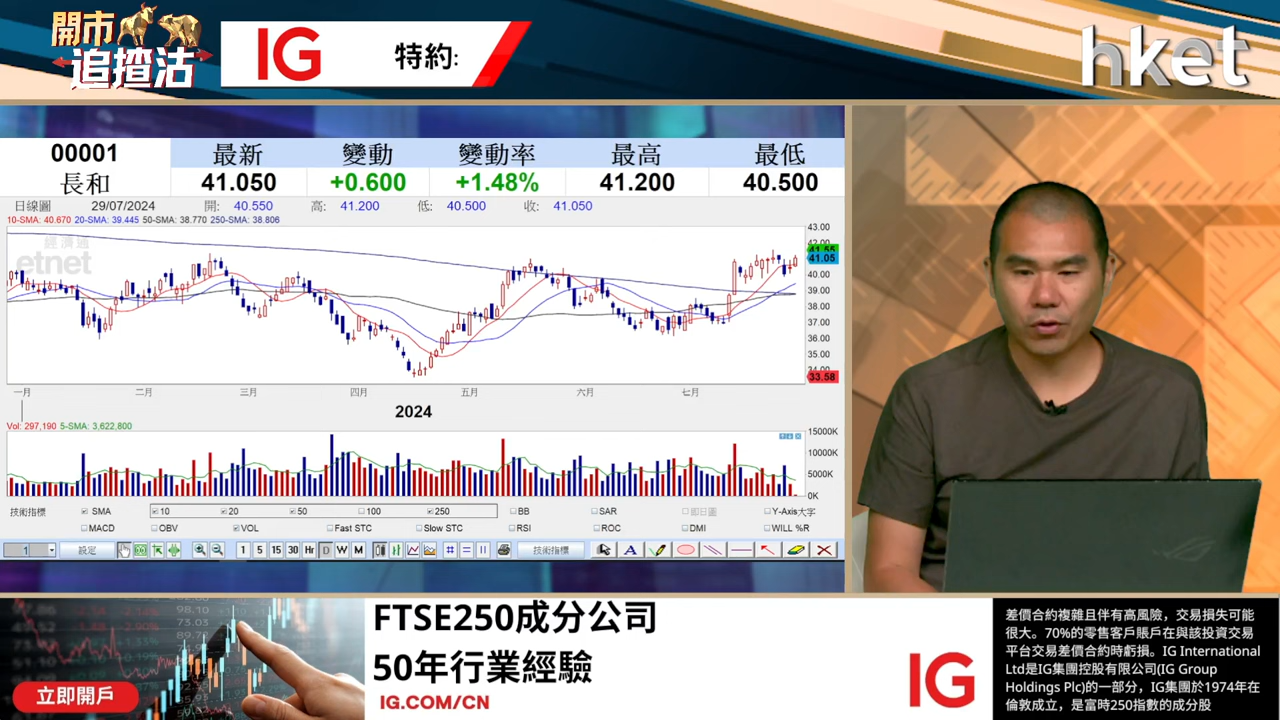 開市
追揸沽
IG
特約:
hket
00001 最新 變動 變動率 最高 最低
長和 41.050 +0.600 +1.48% 41.200 40.500
日線圖 29/07/2024 開: 40.550 高: 41.200 低: 40.500 收: 41.050
10-SMA: 40.670 20-SMA: 39.445 50-SMA: 38.770 250-SMA: 38.806
經濟通
etnet
43.00
42.00
41.55
41.05
40.00
39.00
38.00
37.00
36.00
35.00
34.00
33.58
一月 二月 三月 四月 五月 六月 七月
2024
Vol: 297,190 5-SMA: 3,622,800
15000K
10000K
5000K
0K
技術指標 SMA 10 20 50 100 250 BB SAR 即日圖 Y-Axis大字
MACD OBV VOL Fast STC Slow STC RSI ROC DMI WILL %R
1 設定 1 5 15 30 Hr D W M 技術指標 A
立即開戶
FTSE250成分公司
50年行業經驗
IG.COM/CN
IG
差價合約複雜且伴有高風險，交易損失可能
很大。70%的零售客戶賬戶在與該投資交易
平台交易差價合約時虧損。IG International
Ltd是IG集團控股有限公司(IG Group
Holdings Plc)的一部分，IG集團於1974年在
倫敦成立，是富時250指數的成分股